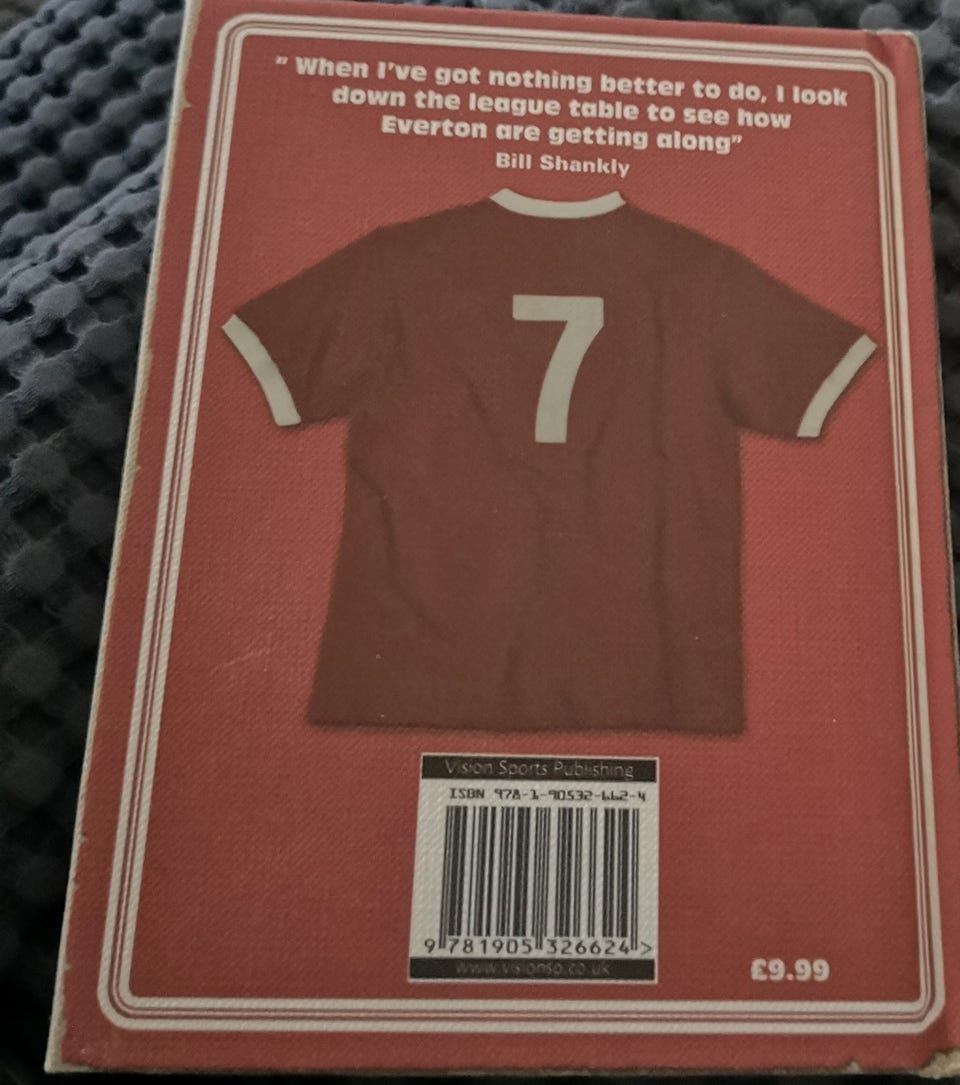 " When I've got nothing better to do, I look
down the league table to see how
Everton are getting along"
Bill Shankly
7
Vision Sports Publishing
ISBN 978-1-90532-662-4
9 781905 326624 >
www.visionsp.co.uk
£9.99